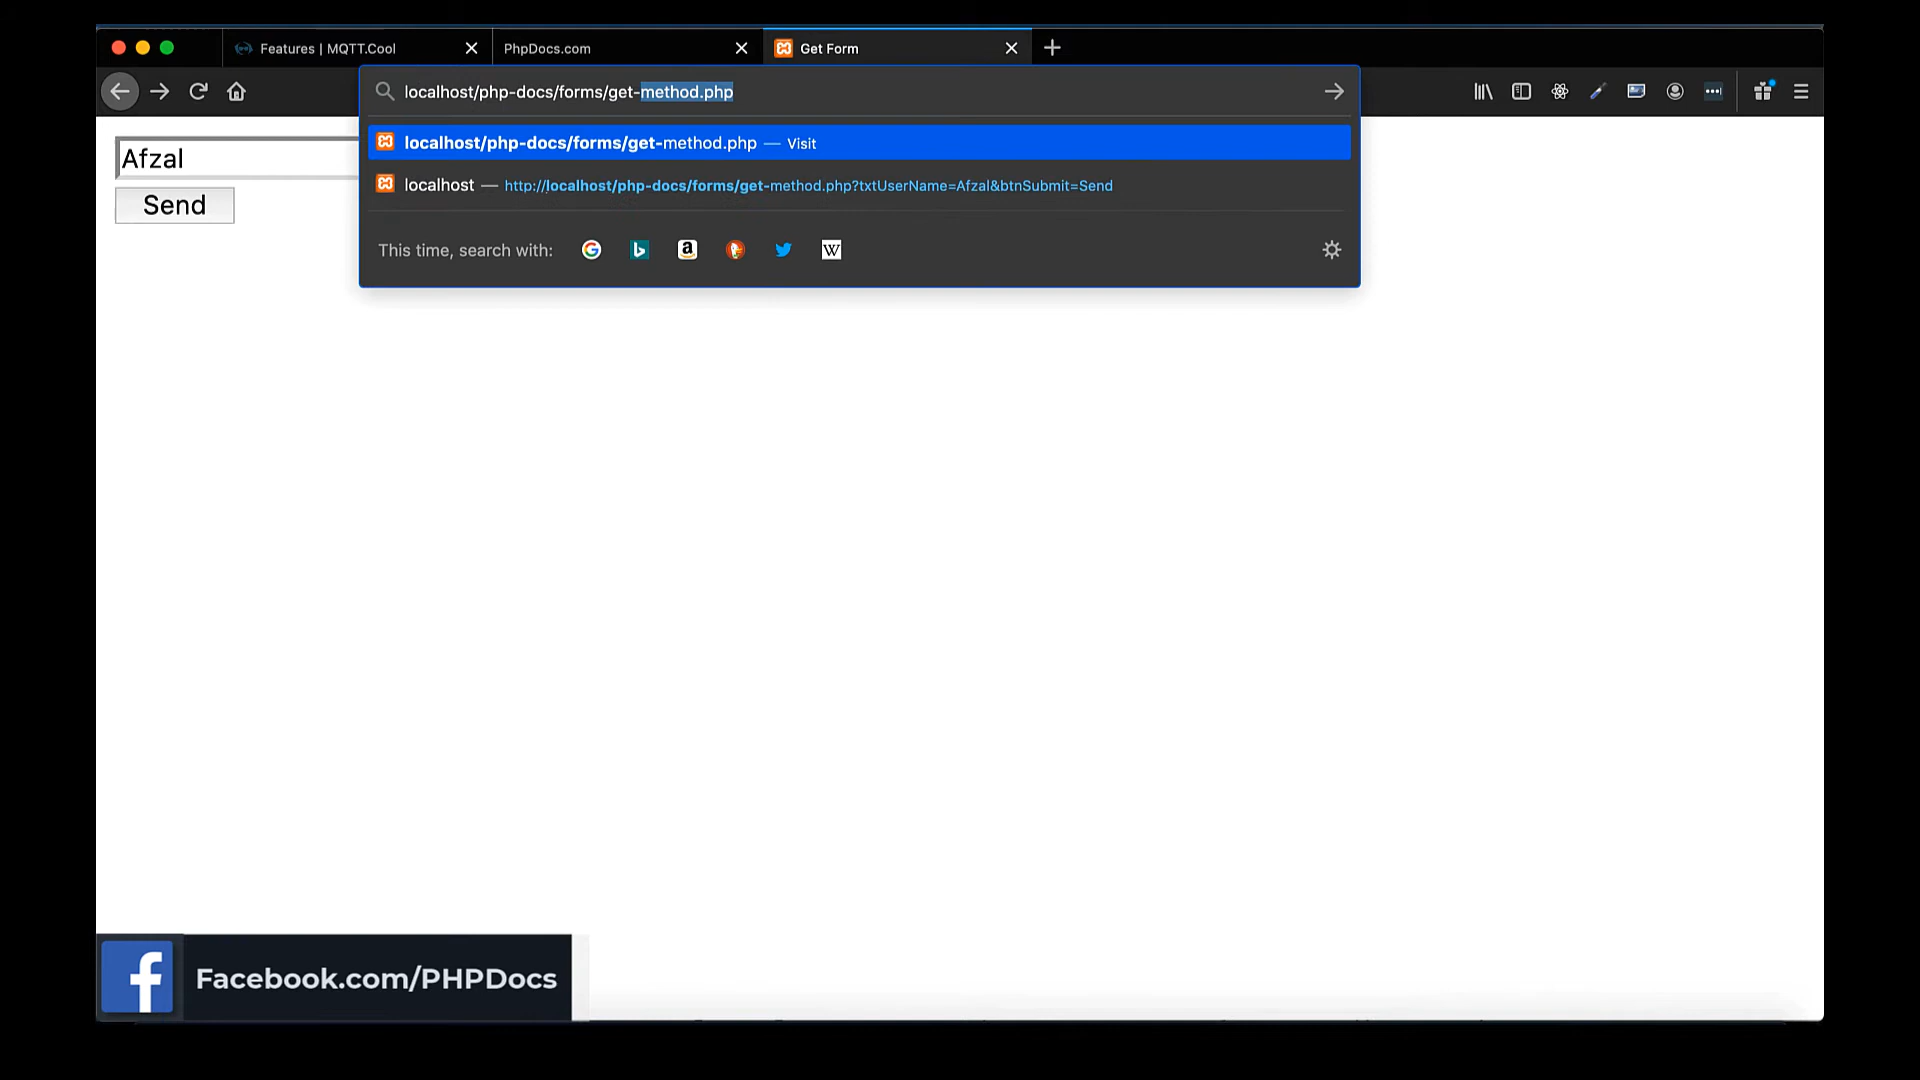 Features | MQTT.Cool
PhpDocs.com
Get Form
localhost/php-docs/forms/get-method.php
localhost/php-docs/forms/get-method.php — Visit
localhost — http://localhost/php-docs/forms/get-method.php?txtUserName=Afzal&btnSubmit=Send
This time, search with:
Afzal
Send
Facebook.com/PHPDocs